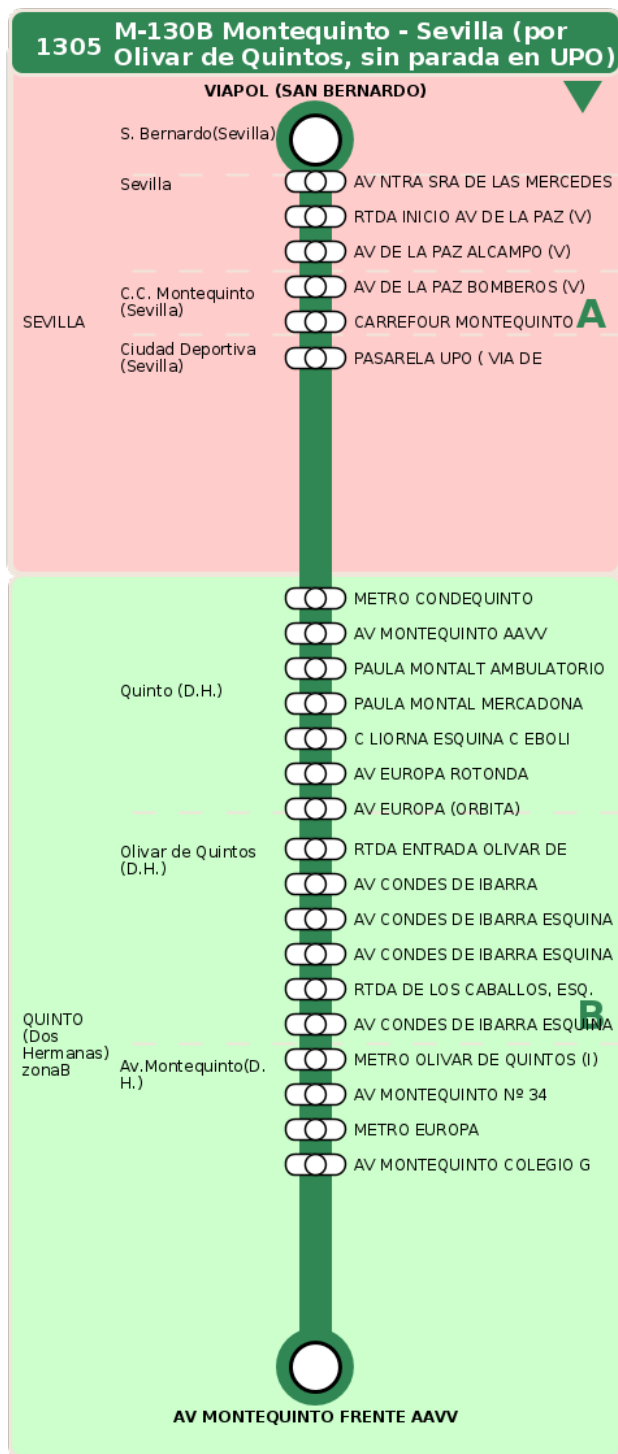 1305
M-130B Montequinto - Sevilla (por
Olivar de Quintos, sin parada en UPO)
VIAPOL (SAN BERNARDO)
S. Bernardo(Sevilla)
Sevilla
AV NTRA SRA DE LAS MERCEDES
RTDA INICIO AV DE LA PAZ (V)
AV DE LA PAZ ALCAMPO (V)
C.C. Montequinto
(Sevilla)
AV DE LA PAZ BOMBEROS (V)
SEVILLA
CARREFOUR MONTEQUINTO
A
Ciudad Deportiva
(Sevilla)
PASARELA UPO ( VIA DE
METRO CONDEQUINTO
AV MONTEQUINTO AAVV
PAULA MONTALT AMBULATORIO
Quinto (D.H.)
PAULA MONTAL MERCADONA
C LIORNA ESQUINA C EBOLI
AV EUROPA ROTONDA
AV EUROPA (ORBITA)
Olivar de Quintos
(D.H.)
RTDA ENTRADA OLIVAR DE
AV CONDES DE IBARRA
AV CONDES DE IBARRA ESQUINA
AV CONDES DE IBARRA ESQUINA
RTDA DE LOS CABALLOS, ESQ.
B
AV CONDES DE IBARRA ESQUINA
QUINTO
(Dos
Hermanas)
zonaB
Av.Montequinto(D.
H.)
METRO OLIVAR DE QUINTOS (I)
AV MONTEQUINTO Nº 34
METRO EUROPA
AV MONTEQUINTO COLEGIO G
AV MONTEQUINTO FRENTE AAVV